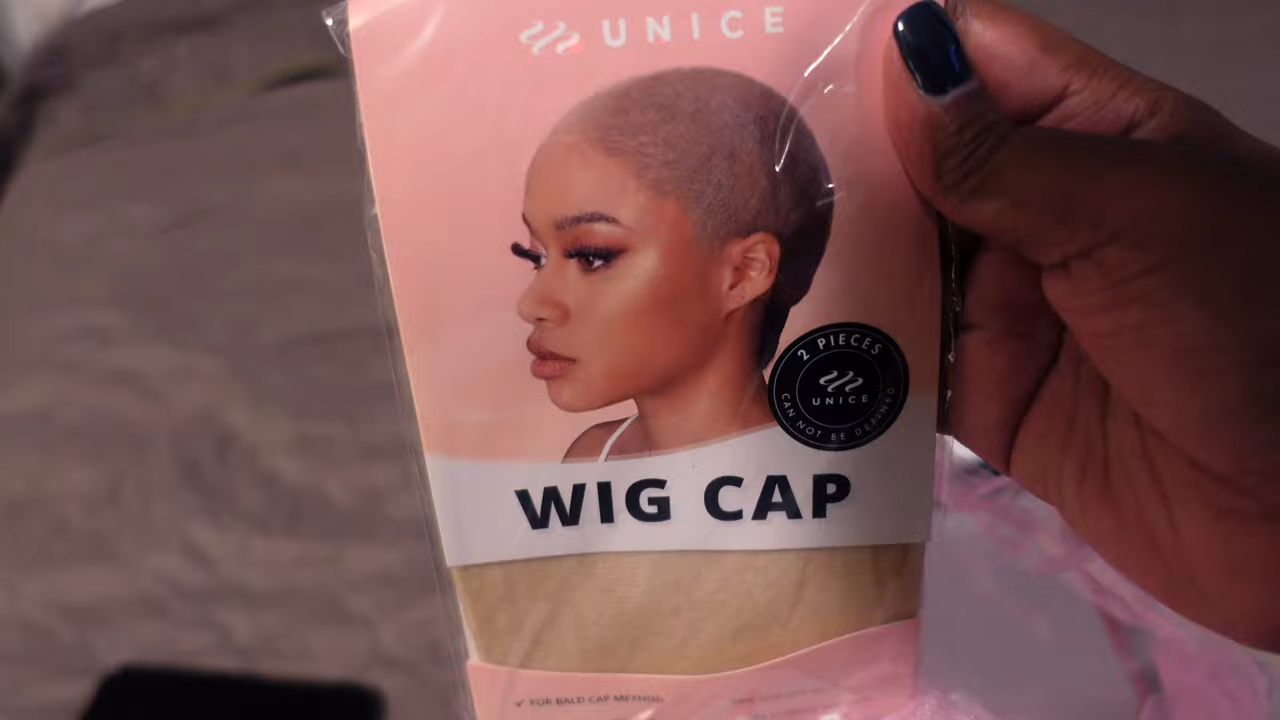 UNICE
2 PIECES
UNICE
CAN NOT BE DEFINED
WIG CAP
✓ FOR BALD CAP METHOD